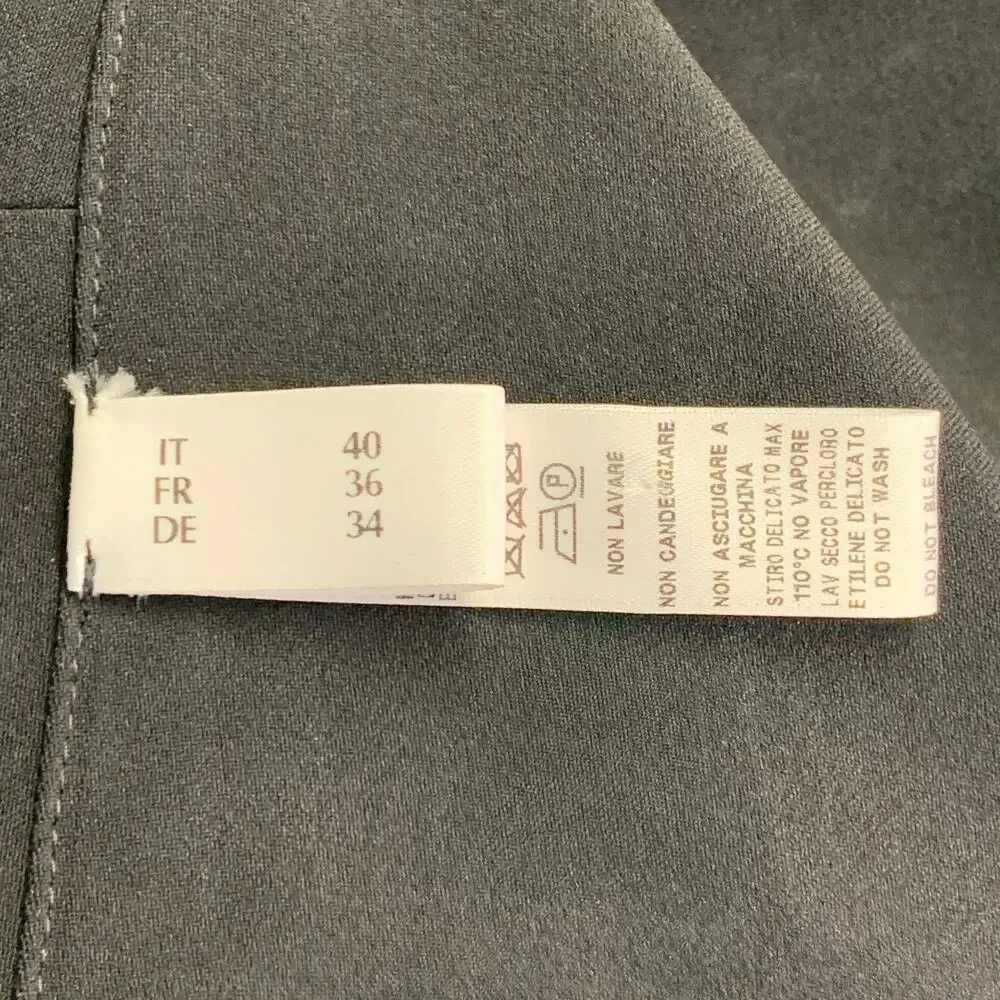 IT 40
FR 36
DE 34
NON LAVARE
NON CANDEGGIARE
NON ASCIUGARE A
MACCHINA
STIRO DELICATO MAX
110°C NO VAPORE
LAV SECCO PERCLORO
ETILENE DELICATO
DO NOT WASH
DO NOT BLEACH